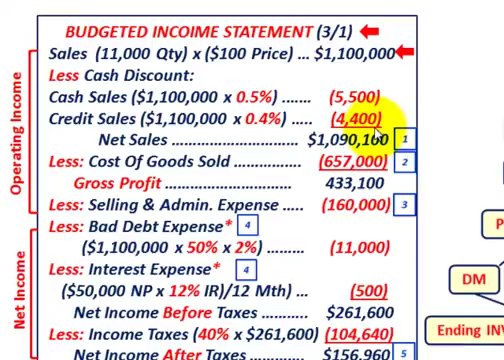 BUDGETED INCOIME STATEMENT (3/1)
Sales (11,000 Qty) x ($100 Price) ... $1,100,000
Less Cash Discount:
Cash Sales ($1,100,000 x 0.5%) ....... (5,500)
Credit Sales ($1,100,000 x 0.4%) ..... (4,400)
Net Sales ................................ $1,090,100 1
Less: Cost Of Goods Sold ................. (657,000) 2
Gross Profit ................................ 433,100
Less: Selling & Admin. Expense ..... (160,000) 3
Less: Bad Debt Expense* 4
($1,100,000 x 50% x 2%) ......... (11,000)
Less: Interest Expense* 4
($50,000 NP x 12% IR)/12 Mth) ... (500)
Net Income Before Taxes ........... $261,600
Less: Income Taxes (40% x $261,600) (104,640)
Net Income After Taxes ............ $156,960 5
Operating Income
Net Income
P
DM
Ending